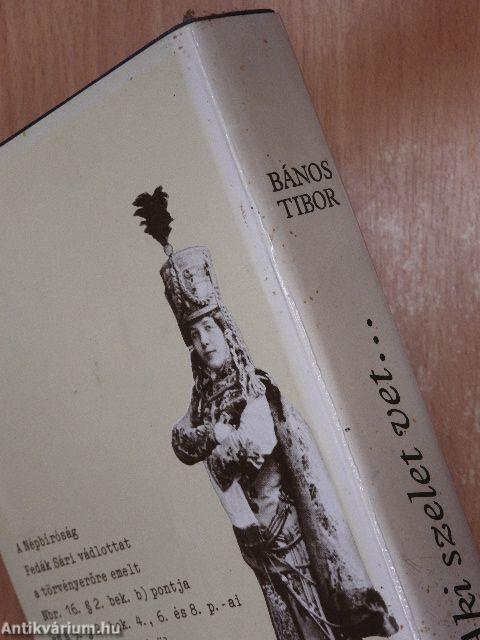 BÁNOS
TIBOR
Aki szelet vet...
A Népbíróság
Fedák Sári vádlottat
a törvényerőre emelt
Nbr. 16. § 2. bek. b) pontja
4., 6. és 8. p.-ai
Antikvárium.hu